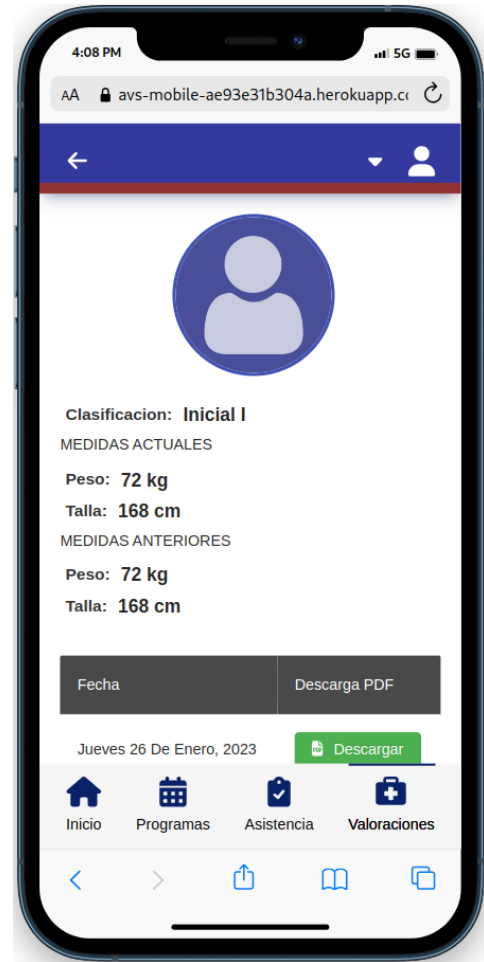 4:08 PM 5G
AA avs-mobile-ae93e31b304a.herokuapp.cc
Clasificacion: Inicial I
MEDIDAS ACTUALES
Peso: 72 kg
Talla: 168 cm
MEDIDAS ANTERIORES
Peso: 72 kg
Talla: 168 cm
Fecha Descarga PDF
Jueves 26 De Enero, 2023 PDF Descargar
Inicio Programas Asistencia Valoraciones